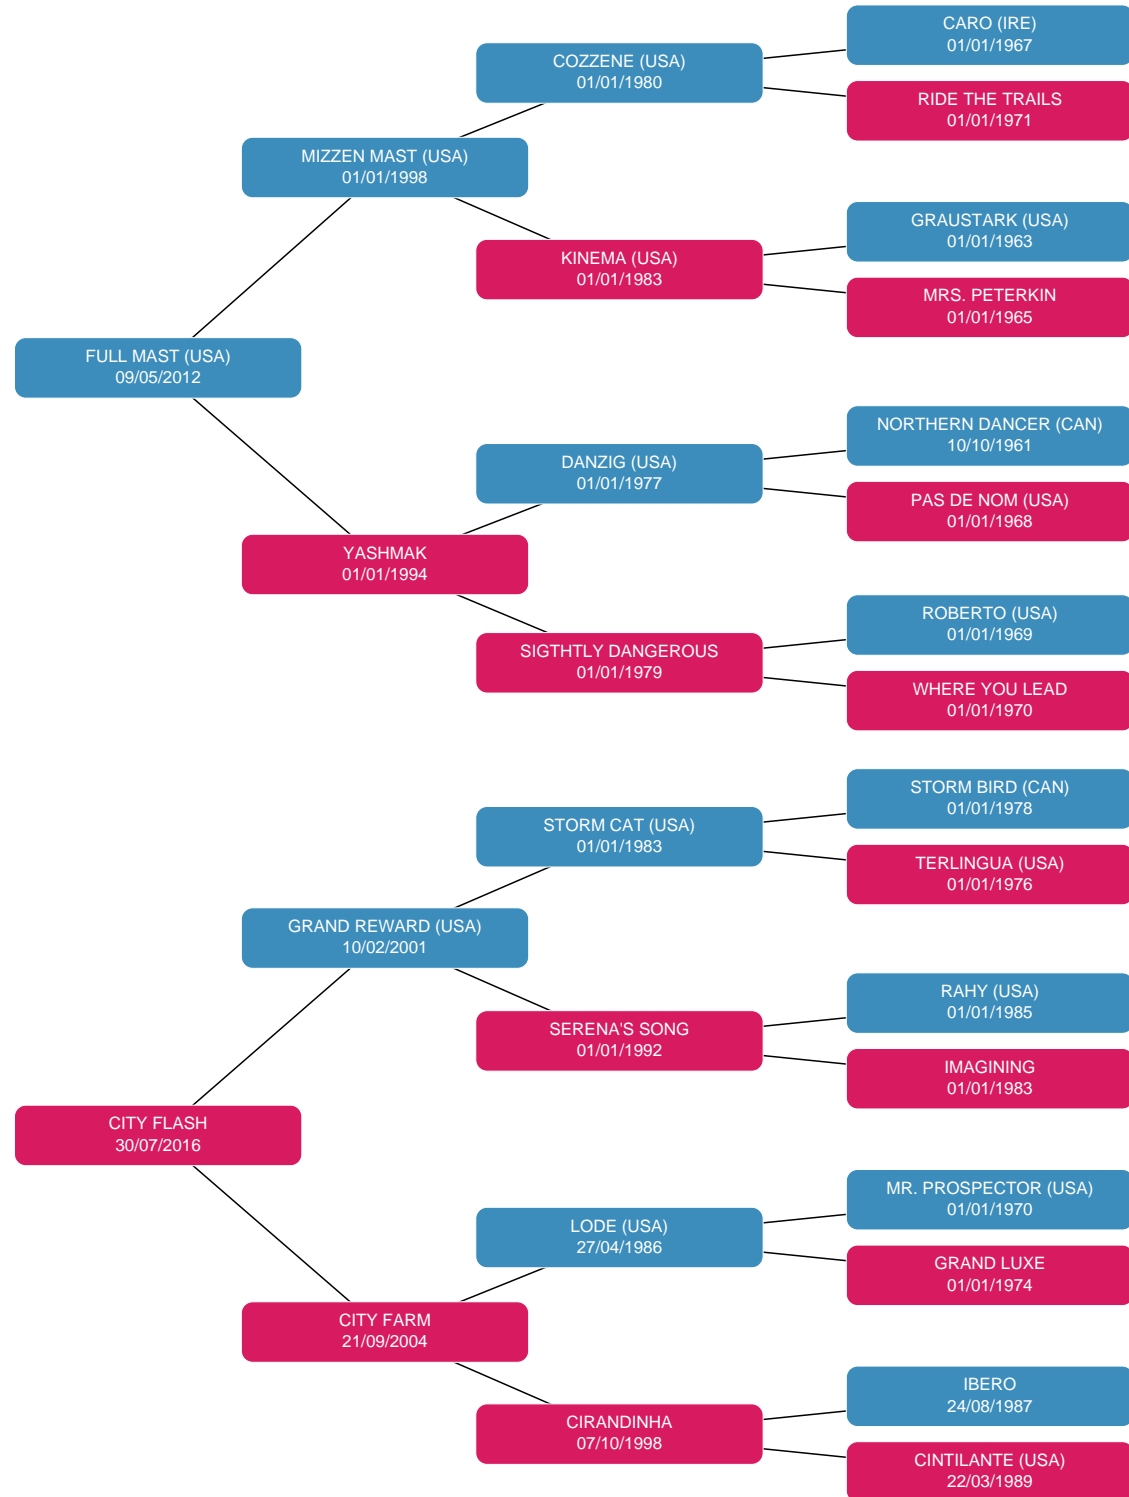 CARO (IRE)
01/01/1967
COZZENE (USA)
01/01/1980
RIDE THE TRAILS
01/01/1971
MIZZEN MAST (USA)
01/01/1998
GRAUSTARK (USA)
01/01/1963
KINEMA (USA)
01/01/1983
MRS. PETERKIN
01/01/1965
FULL MAST (USA)
09/05/2012
NORTHERN DANCER (CAN)
10/10/1961
DANZIG (USA)
01/01/1977
PAS DE NOM (USA)
01/01/1968
YASHMAK
01/01/1994
ROBERTO (USA)
01/01/1969
SIGTHTLY DANGEROUS
01/01/1979
WHERE YOU LEAD
01/01/1970
STORM BIRD (CAN)
01/01/1978
STORM CAT (USA)
01/01/1983
TERLINGUA (USA)
01/01/1976
GRAND REWARD (USA)
10/02/2001
RAHY (USA)
01/01/1985
SERENA'S SONG
01/01/1992
IMAGINING
01/01/1983
CITY FLASH
30/07/2016
MR. PROSPECTOR (USA)
01/01/1970
LODE (USA)
27/04/1986
GRAND LUXE
01/01/1974
CITY FARM
21/09/2004
IBERO
24/08/1987
CIRANDINHA
07/10/1998
CINTILANTE (USA)
22/03/1989